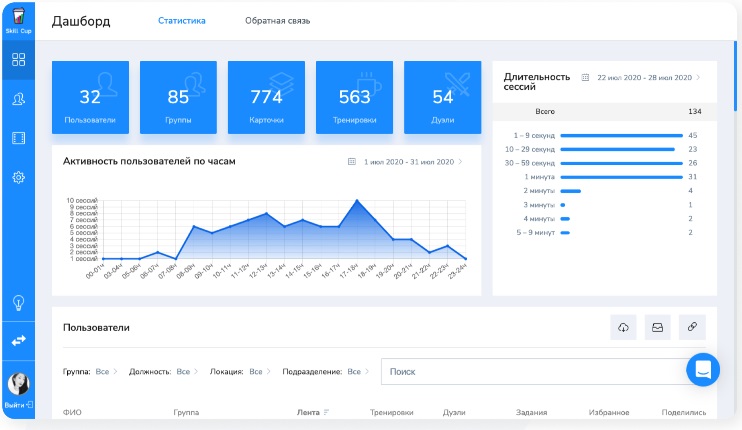 Skill Cup
Дашборд
Статистика
Обратная связь
32
Пользователи
85
Группы
774
Карточки
563
Тренировки
54
Дуэли
Длительность сессий
22 июл 2020 - 28 июл 2020
Всего 134
1 – 9 секунд 45
10 – 29 секунд 23
30 – 59 секунд 26
1 минута 31
2 минуты 4
3 минуты 1
4 минуты 2
5 – 9 минут 2
Активность пользователей по часам
1 июл 2020 - 31 июл 2020
10 сессий
9 сессий
8 сессий
7 сессий
6 сессий
5 сессий
4 сессий
3 сессий
2 сессий
1 сессий
00-01ч 03-04ч 05-06ч 06-07ч 07-08ч 08-09ч 09-10ч 10-11ч 11-12ч 12-13ч 13-14ч 14-15ч 15-16ч 16-17ч 17-18ч 18-19ч 19-20ч 20-21ч 21-22ч 22-23ч 23-24ч
Пользователи
Группа: Все
Должность: Все
Локация: Все
Подразделение: Все
Поиск
Выйти
ФИО Группа Лента Тренировки Дуэли Задания Избранное Поделились